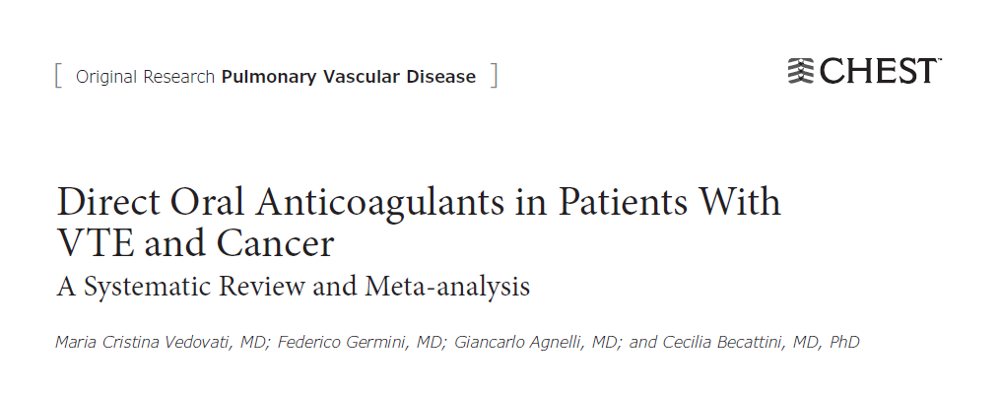 [ Original Research Pulmonary Vascular Disease ]
CHEST™
Direct Oral Anticoagulants in Patients With
VTE and Cancer
A Systematic Review and Meta-analysis
Maria Cristina Vedovati, MD; Federico Germini, MD; Giancarlo Agnelli, MD; and Cecilia Becattini, MD, PhD